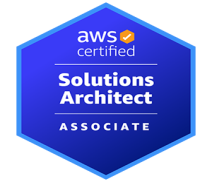 aws
certified
Solutions
Architect
ASSOCIATE